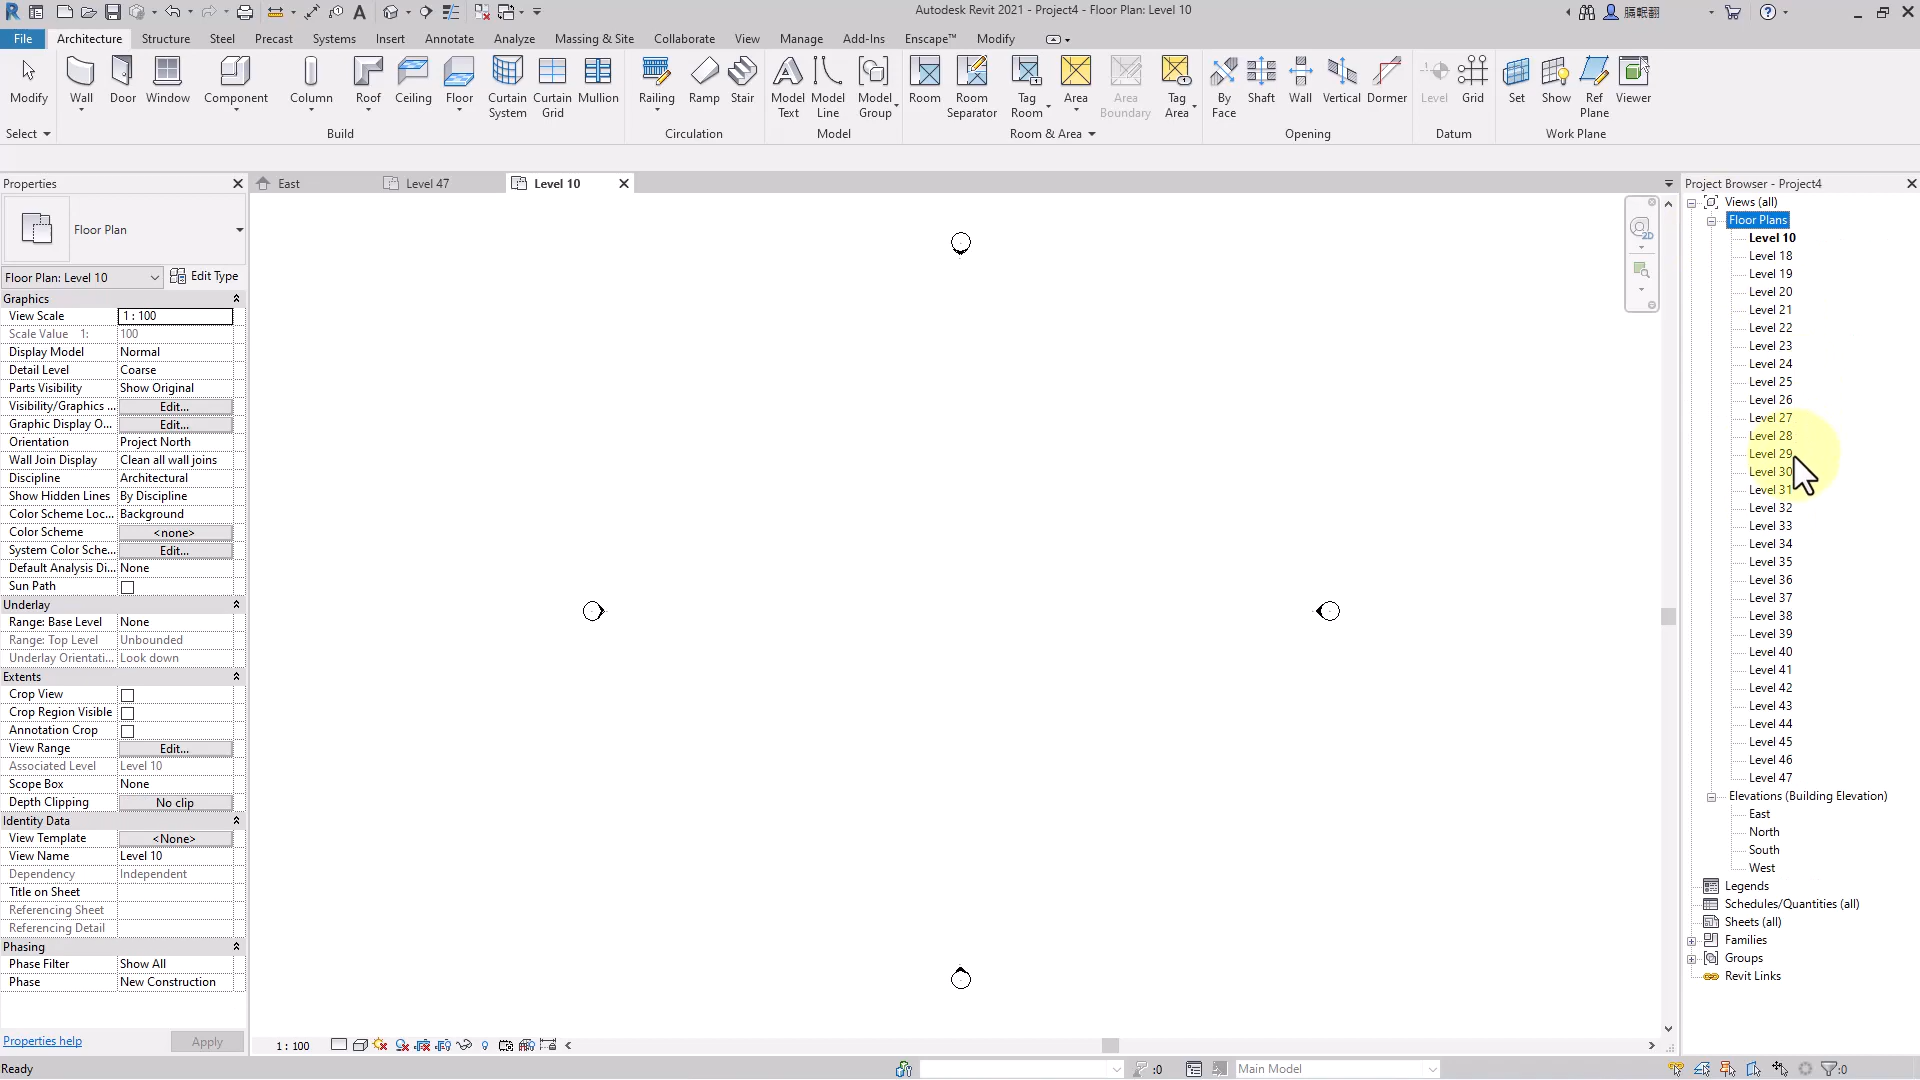 Autodesk Revit 2021 - Project4 - Floor Plan: Level 10
File Architecture Structure Steel Precast Systems Insert Annotate Analyze Massing & Site Collaborate View Manage Add-Ins Enscape™ Modify
Modify Wall Door Window Component Column Roof Ceiling Floor Curtain System Curtain Grid Mullion Railing Ramp Stair Model Text Model Line Model Group Room Room Separator Tag Room Area Area Boundary Tag Area By Face Shaft Wall Vertical Dormer Level Grid Set Show Ref Plane Viewer
Select Build Circulation Model Room & Area Opening Datum Work Plane
Properties
East
Level 47
Level 10
Project Browser - Project4
Floor Plan
Floor Plan: Level 10 Edit Type
Graphics
View Scale 1 : 100
Scale Value 1: 100
Display Model Normal
Detail Level Coarse
Parts Visibility Show Original
Visibility/Graphics ... Edit...
Graphic Display O... Edit...
Orientation Project North
Wall Join Display Clean all wall joins
Discipline Architectural
Show Hidden Lines By Discipline
Color Scheme Loc... Background
Color Scheme <none>
System Color Sche... Edit...
Default Analysis Di... None
Sun Path
Underlay
Range: Base Level None
Range: Top Level Unbounded
Underlay Orientati... Look down
Extents
Crop View
Crop Region Visible
Annotation Crop
View Range Edit...
Associated Level Level 10
Scope Box None
Depth Clipping No clip
Identity Data
View Template <None>
View Name Level 10
Dependency Independent
Title on Sheet
Referencing Sheet
Referencing Detail
Phasing
Phase Filter Show All
Phase New Construction
Properties help Apply
2D
Views (all)
Floor Plans
Level 10
Level 18
Level 19
Level 20
Level 21
Level 22
Level 23
Level 24
Level 25
Level 26
Level 27
Level 28
Level 29
Level 30
Level 31
Level 32
Level 33
Level 34
Level 35
Level 36
Level 37
Level 38
Level 39
Level 40
Level 41
Level 42
Level 43
Level 44
Level 45
Level 46
Level 47
Elevations (Building Elevation)
East
North
South
West
Legends
Schedules/Quantities (all)
Sheets (all)
Families
Groups
Revit Links
1 : 100
Ready :0 Main Model :0